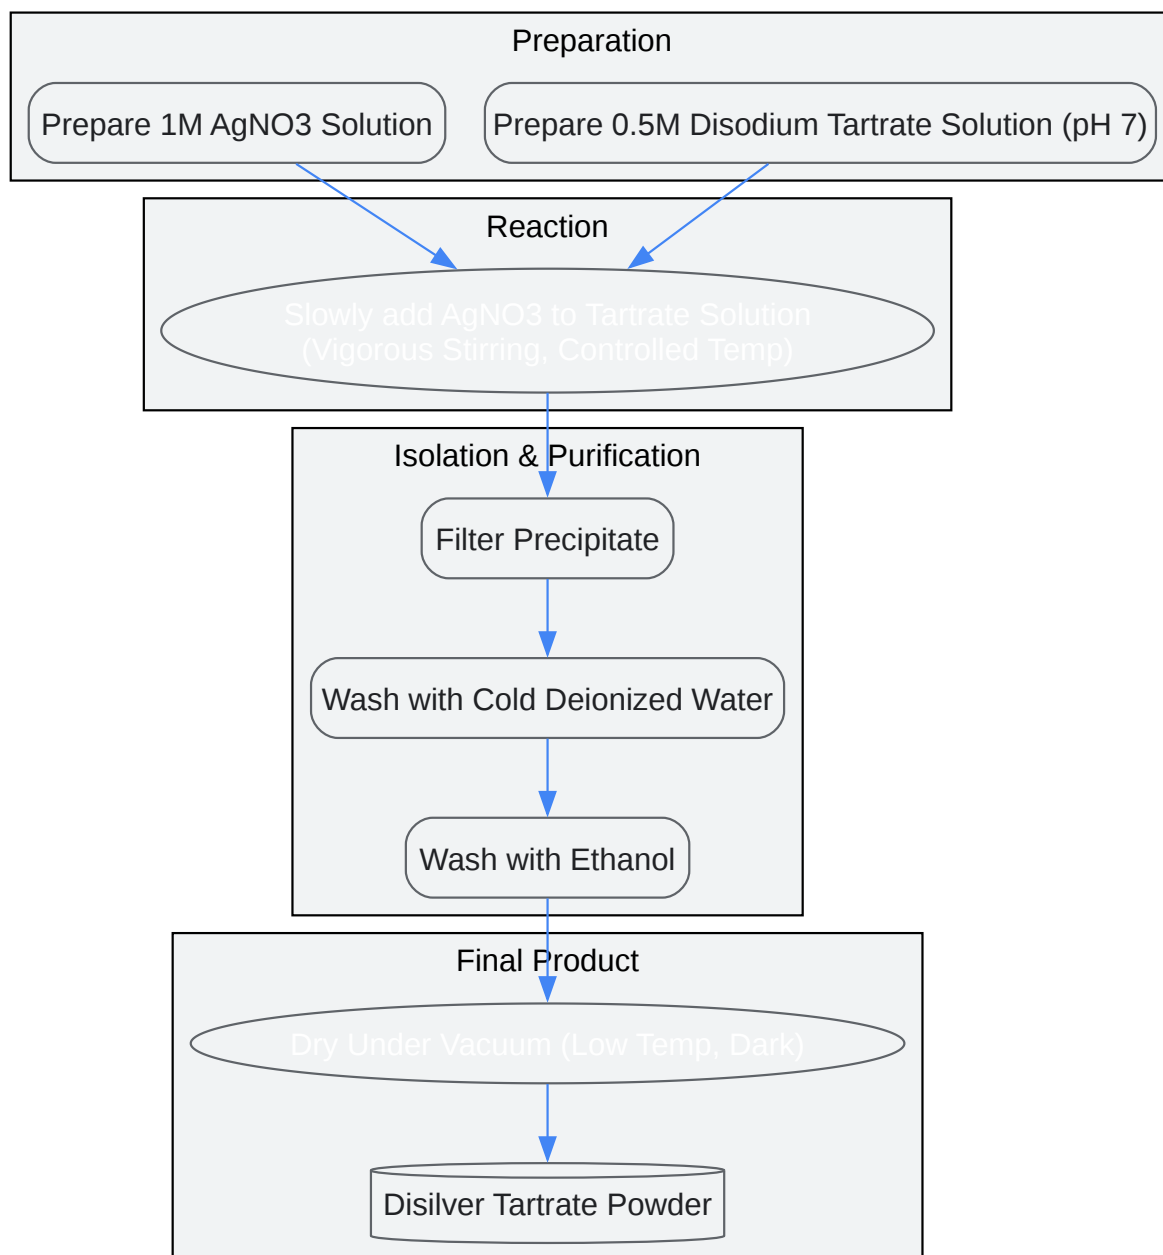 Preparation
Prepare 1M AgNO3 Solution
Prepare 0.5M Disodium Tartrate Solution (pH 7)
Reaction
Slowly add AgNO3 to Tartrate Solution
(Vigorous Stirring, Controlled Temp)
Isolation & Purification
Filter Precipitate
Wash with Cold Deionized Water
Wash with Ethanol
Final Product
Dry Under Vacuum (Low Temp, Dark)
Disilver Tartrate Powder